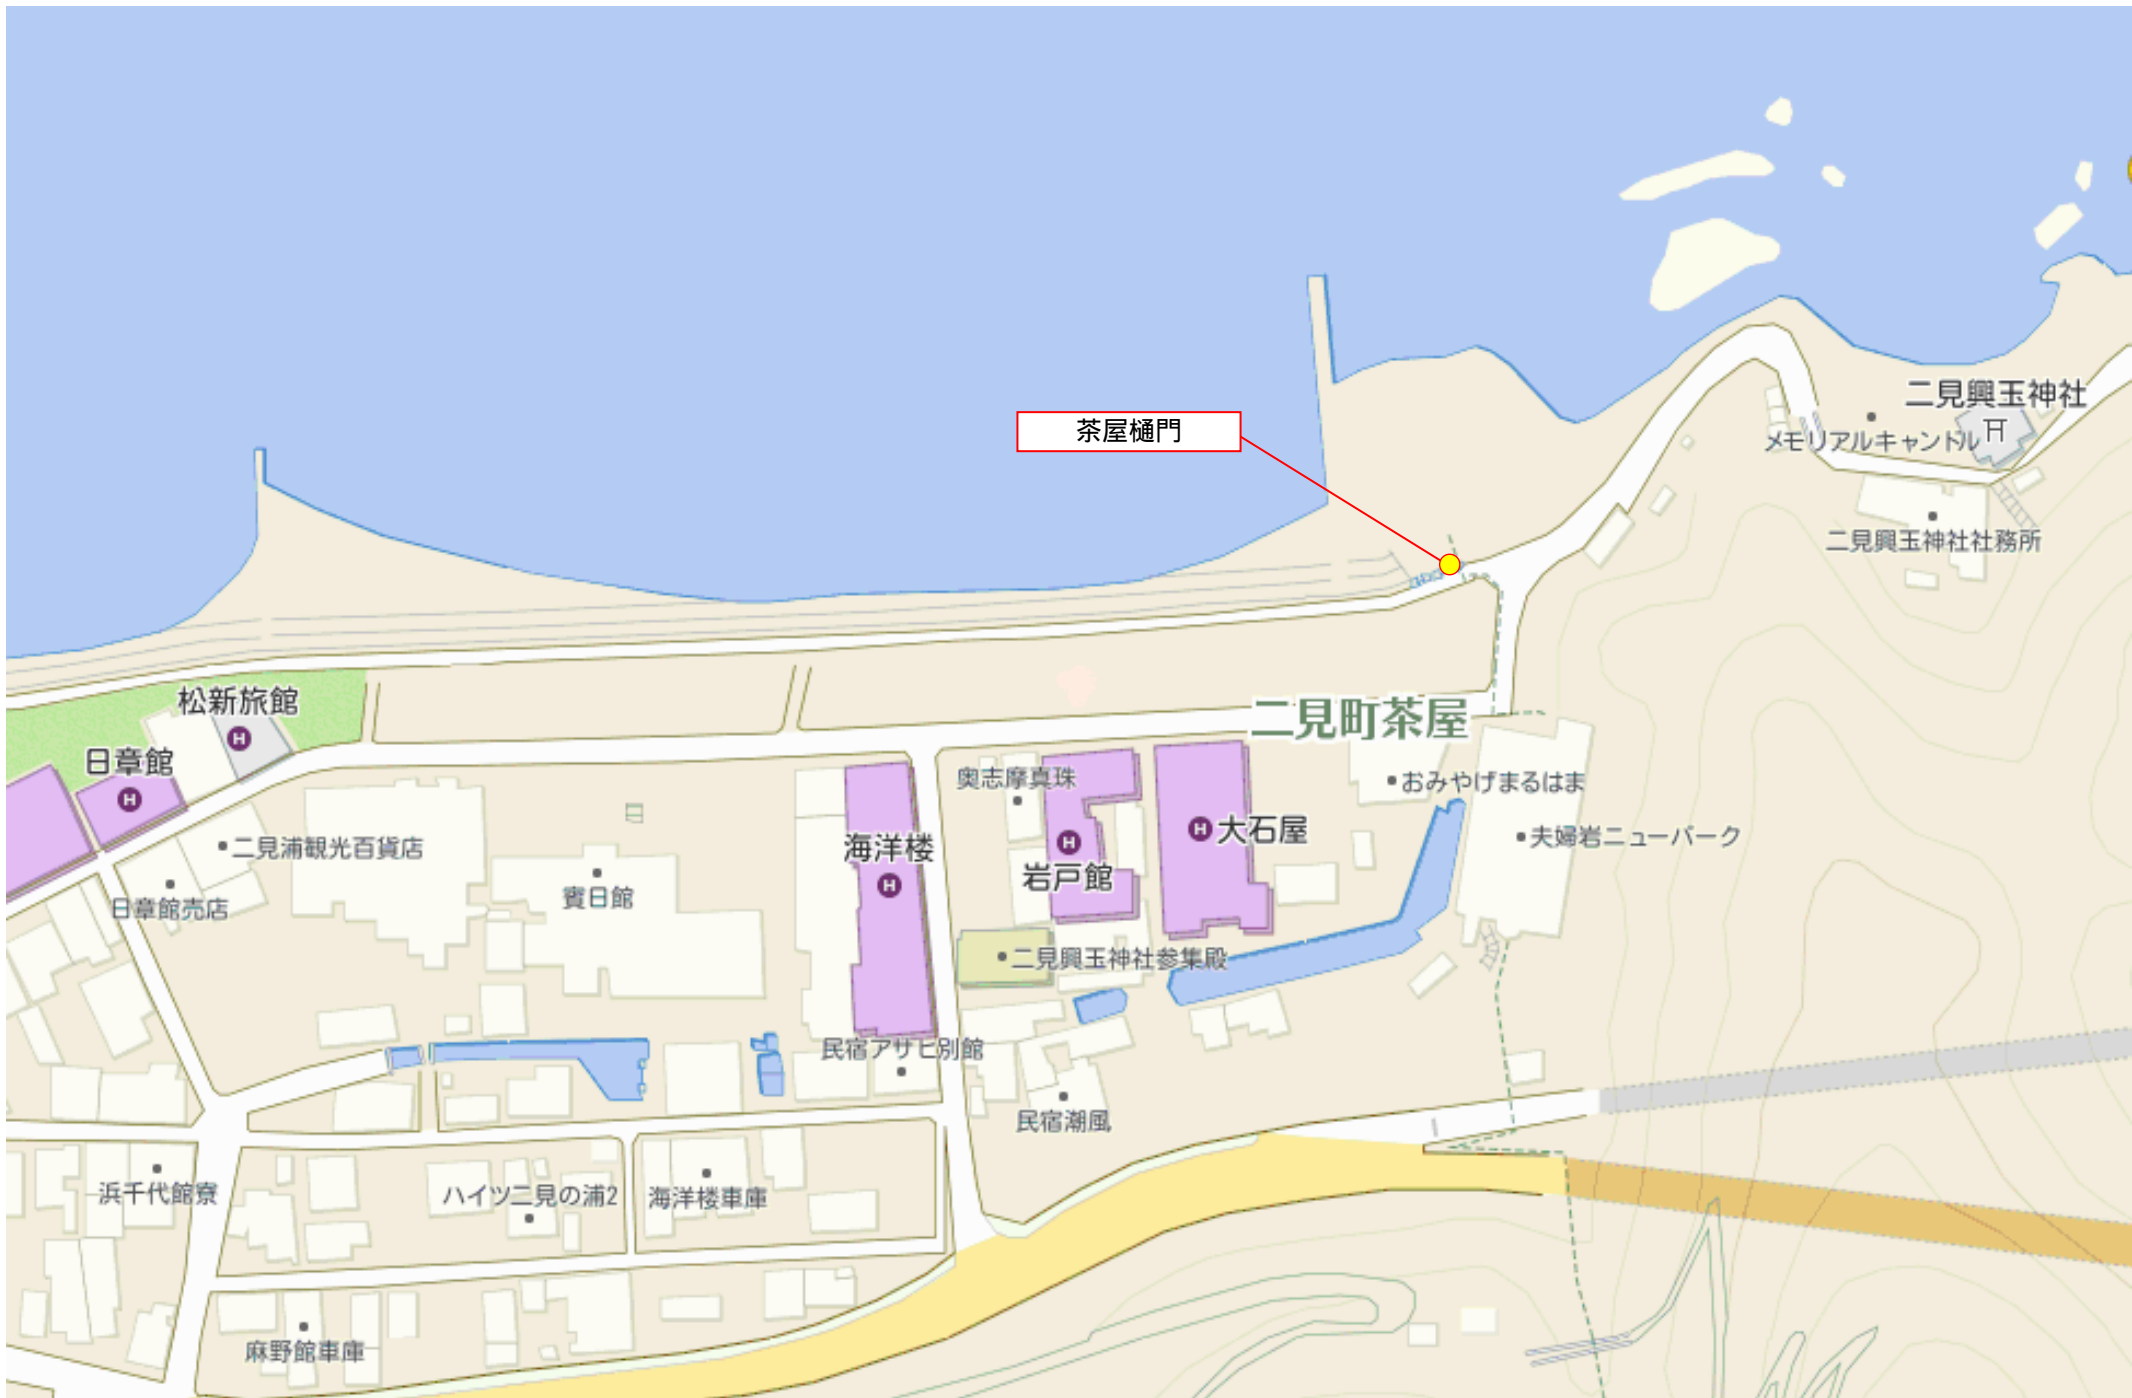 二見興玉神社
茶屋樋門
メモリアルキャンドル
二見興玉神社社務所
松新旅館
二見町茶屋
日章館
奥志摩真珠
おみやげまるはま
大石屋
夫婦岩ニューパーク
二見浦観光百貨店
海洋楼
岩戸館
賓日館
日章館売店
二見興玉神社参集殿
民宿アサヒ別館
民宿潮風
浜千代館寮
ハイツ二見の浦2
海洋楼車庫
麻野館車庫